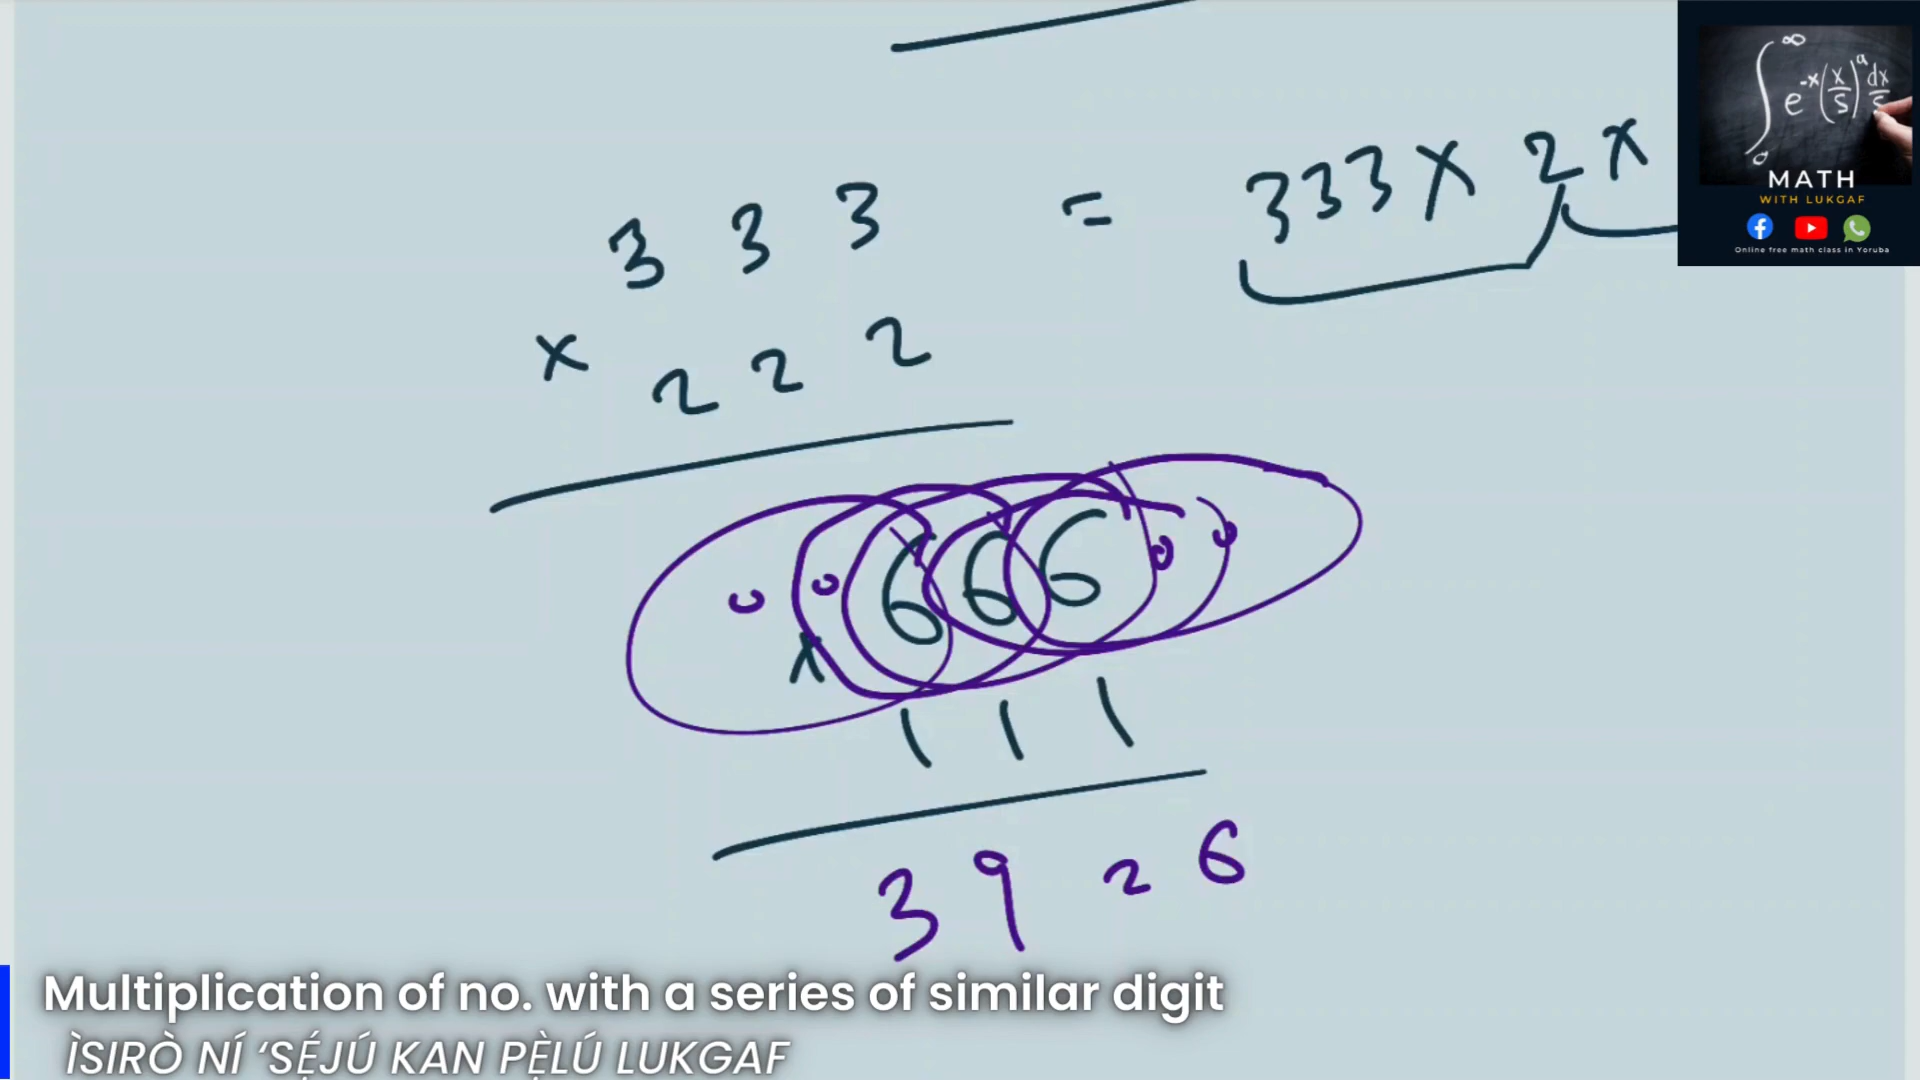 ∫₀^∞ e^-x (x/s)^a dx/s
MATH
WITH LUKGAF
Online free math class in Yoruba
3 3 3 = 333 X 2 X
x 2 2 2
0 0 6 6 6 0 0
x 1 1 1
3 9 2 6
Multiplication of no. with a series of similar digit
ÌSIRÒ NÍ ‘SẸ́JÚ KAN PẸ̀LÚ LUKGAF